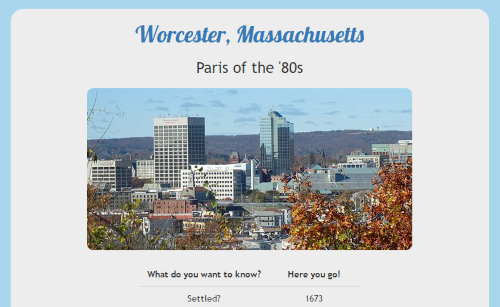 Worcester, Massachusetts
Paris of the '80s
What do you want to know? Here you go!
Settled? 1673